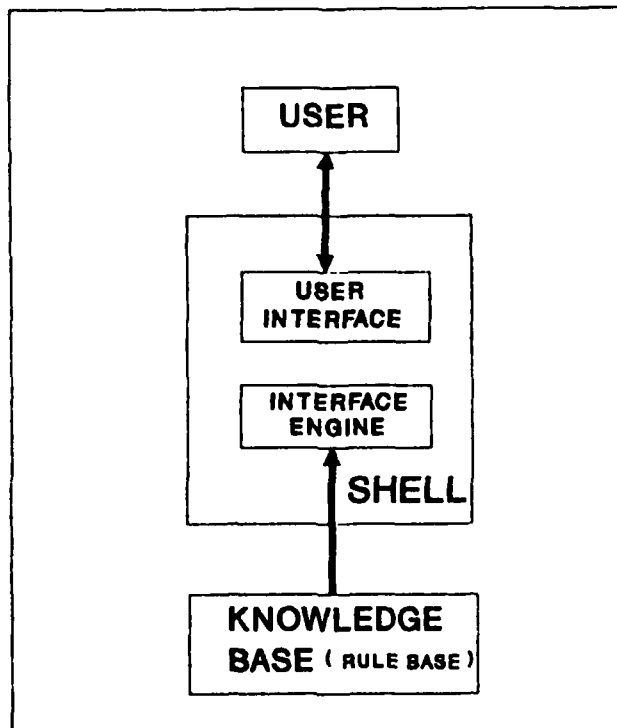 USER
USER
INTERFACE
INTERFACE
ENGINE
SHELL
KNOWLEDGE
BASE ( RULE BASE )